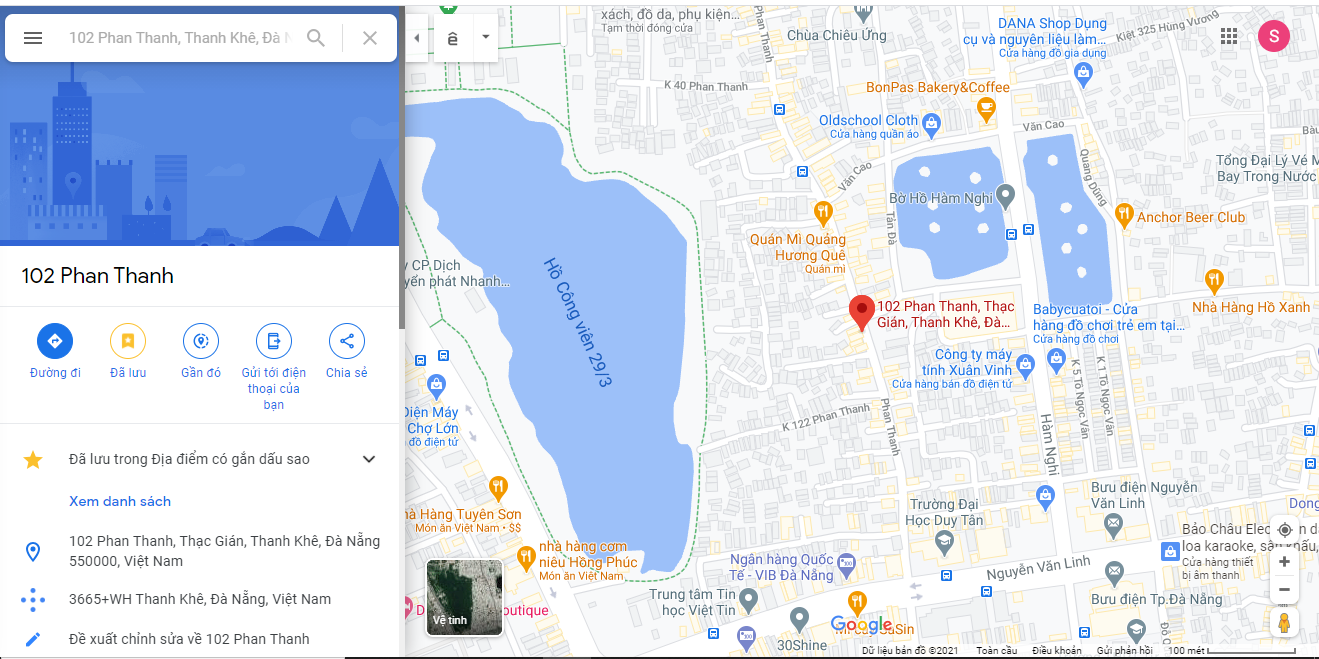 102 Phan Thanh, Thanh Khê, Đà N
102 Phan Thanh
Đường đi
Đã lưu
Gần đó
Gửi tới điện
thoại của
bạn
Chia sẻ
Đã lưu trong Địa điểm có gắn dấu sao
Xem danh sách
102 Phan Thanh, Thạc Gián, Thanh Khê, Đà Nẵng
550000, Việt Nam
3665+WH Thanh Khê, Đà Nẵng, Việt Nam
Đề xuất chỉnh sửa về 102 Phan Thanh
ê
S
xách, đồ da, phụ kiện...
Tạm thời đóng cửa
Phan Thanh
Chùa Chiêu Ứng
DANA Shop Dụng
cụ và nguyên liệu làm...
Cửa hàng đồ gia dụng
Kiệt 325 Hùng Vương
K 40 Phan Thanh
BonPas Bakery&Coffee
Oldschool Cloth
Cửa hàng quần áo
Văn Cao
Quang Dũng
Văn Cao
Tổng Đại Lý Vé M
Bay Trong Nước
Bờ Hồ Hàm Nghi
Tản Đà
Anchor Beer Club
Quán Mì Quảng
Hương Quê
Quán mì
CP Dịch
yển phát Nhanh...
Hồ Công viên 29/3
102 Phan Thanh, Thạc
Gián, Thanh Khê, Đà...
Babycuatoi - Cửa
hàng đồ chơi trẻ em tại...
Cửa hàng đồ chơi
Nhà Hàng Hồ Xanh
Công ty máy
tính Xuân Vinh
Cửa hàng bán đồ điện tử
K 5 Tô Ngọc Vân
K 1 Tô Ngọc Vân
Điện Máy
Chợ Lớn
đồ điện tử
K 122 Phan Thanh
Phan Thanh
Hàm Nghi
hà Hàng Tuyên Sơn
Món ăn Việt Nam • $$
Trường Đại
Học Duy Tân
Bưu điện Nguyễn
Văn Linh
Dong
nhà hàng cơm
niêu Hồng Phúc
Món ăn Việt Nam
Ngân hàng Quốc
Tế - VIB Đà Nẵng
Nguyễn Văn Linh
Bảo Châu Elec
loa karaoke, sân
Cửa hàng thiết
bị âm thanh
Bưu điện Tp.Đà Nẵng
Trung tâm Tin
học Việt Tin
outique
Vệ tinh
30Shine
Google
Dữ liệu bản đồ ©2021
Toàn cầu
Điều khoản
Gửi phản hồi
100 mét